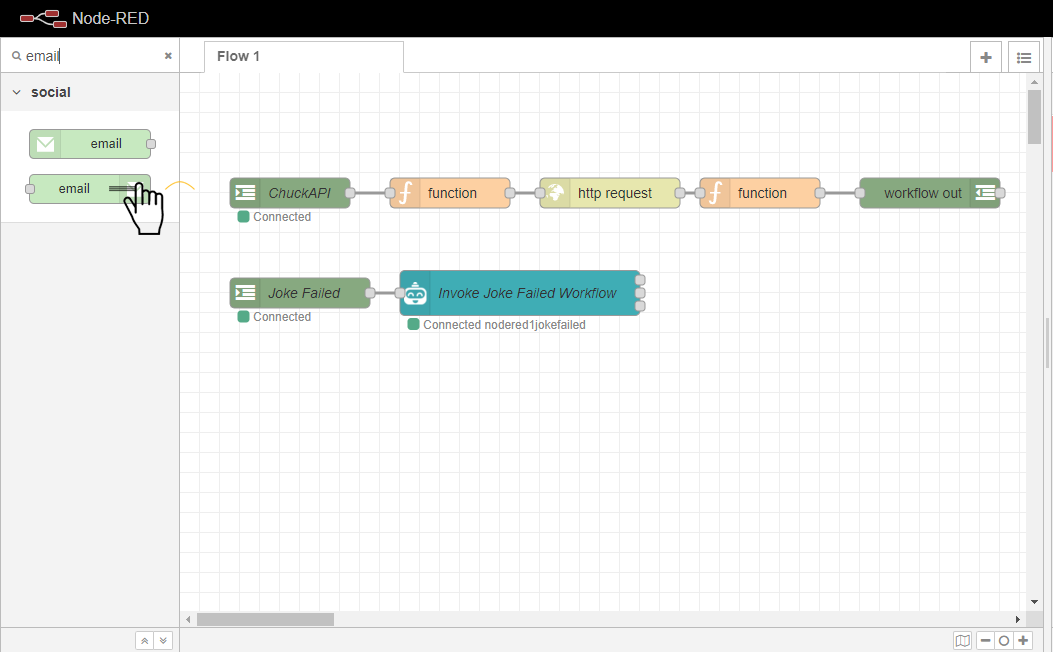 Node-RED
email
Flow 1
social
email
email
ChuckAPI
function
http request
function
workflow out
Connected
Joke Failed
Invoke Joke Failed Workflow
Connected
Connected nodered1jokefailed